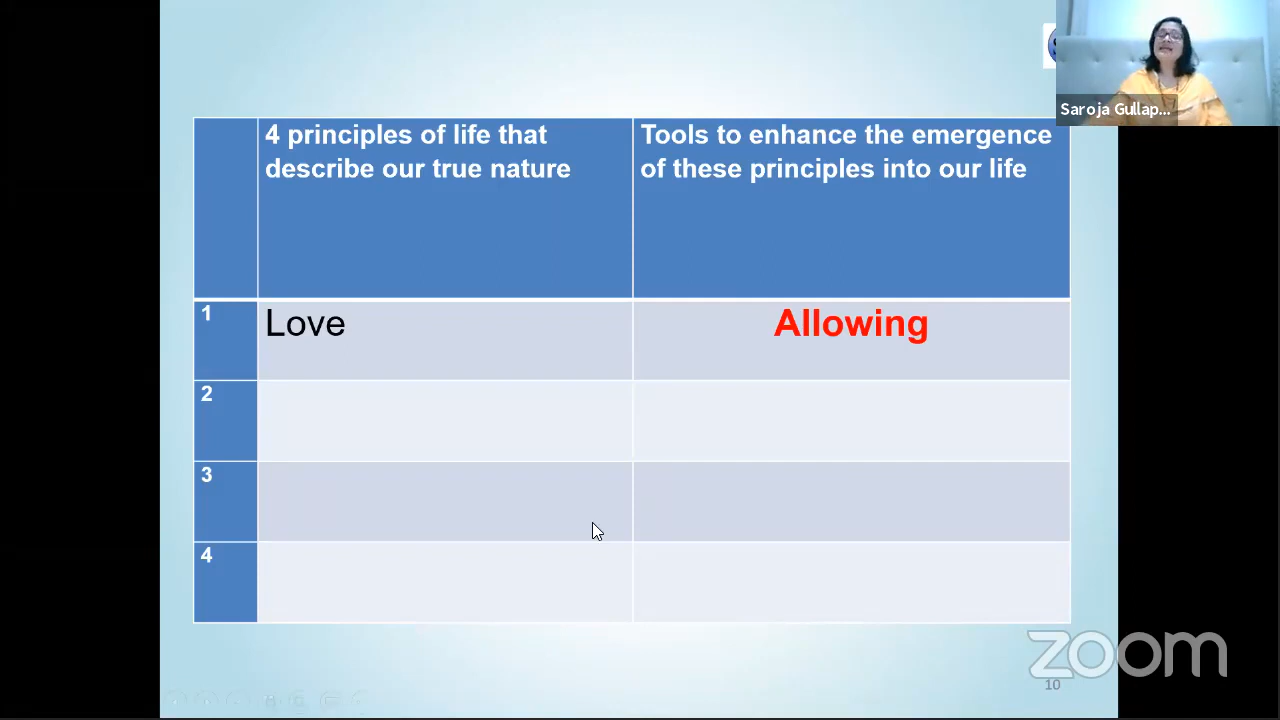 Saroja Gullap...
4 principles of life that
describe our true nature
Tools to enhance the emergence
of these principles into our life
1
Love
Allowing
2
3
4
zoom
10